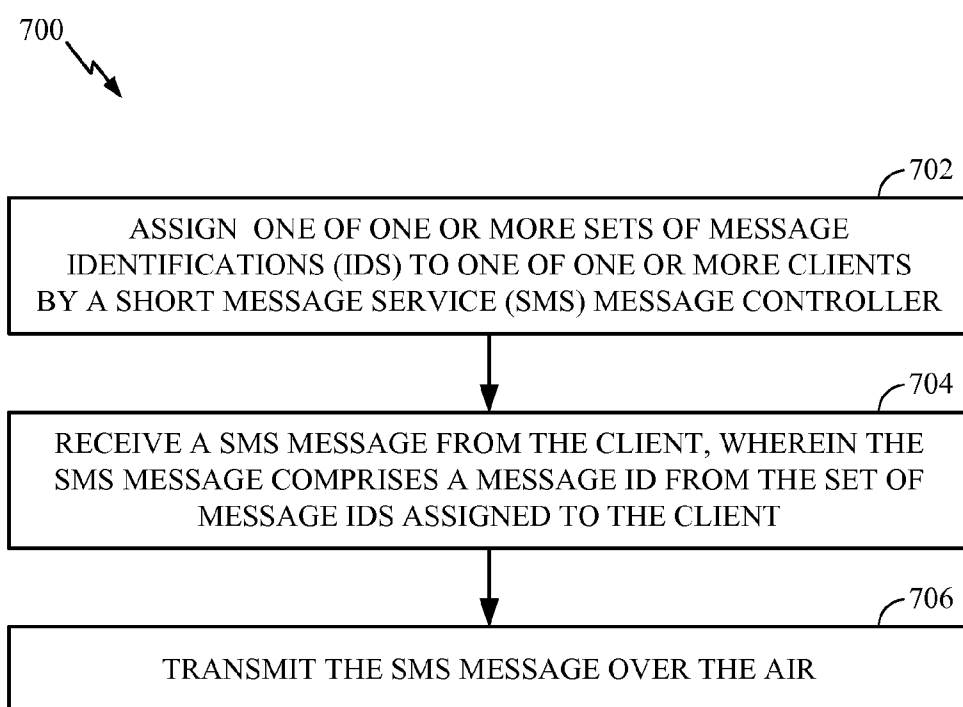 700
702
ASSIGN ONE OF ONE OR MORE SETS OF MESSAGE
IDENTIFICATIONS (IDS) TO ONE OF ONE OR MORE CLIENTS
BY A SHORT MESSAGE SERVICE (SMS) MESSAGE CONTROLLER
704
RECEIVE A SMS MESSAGE FROM THE CLIENT, WHEREIN THE
SMS MESSAGE COMPRISES A MESSAGE ID FROM THE SET OF
MESSAGE IDS ASSIGNED TO THE CLIENT
706
TRANSMIT THE SMS MESSAGE OVER THE AIR